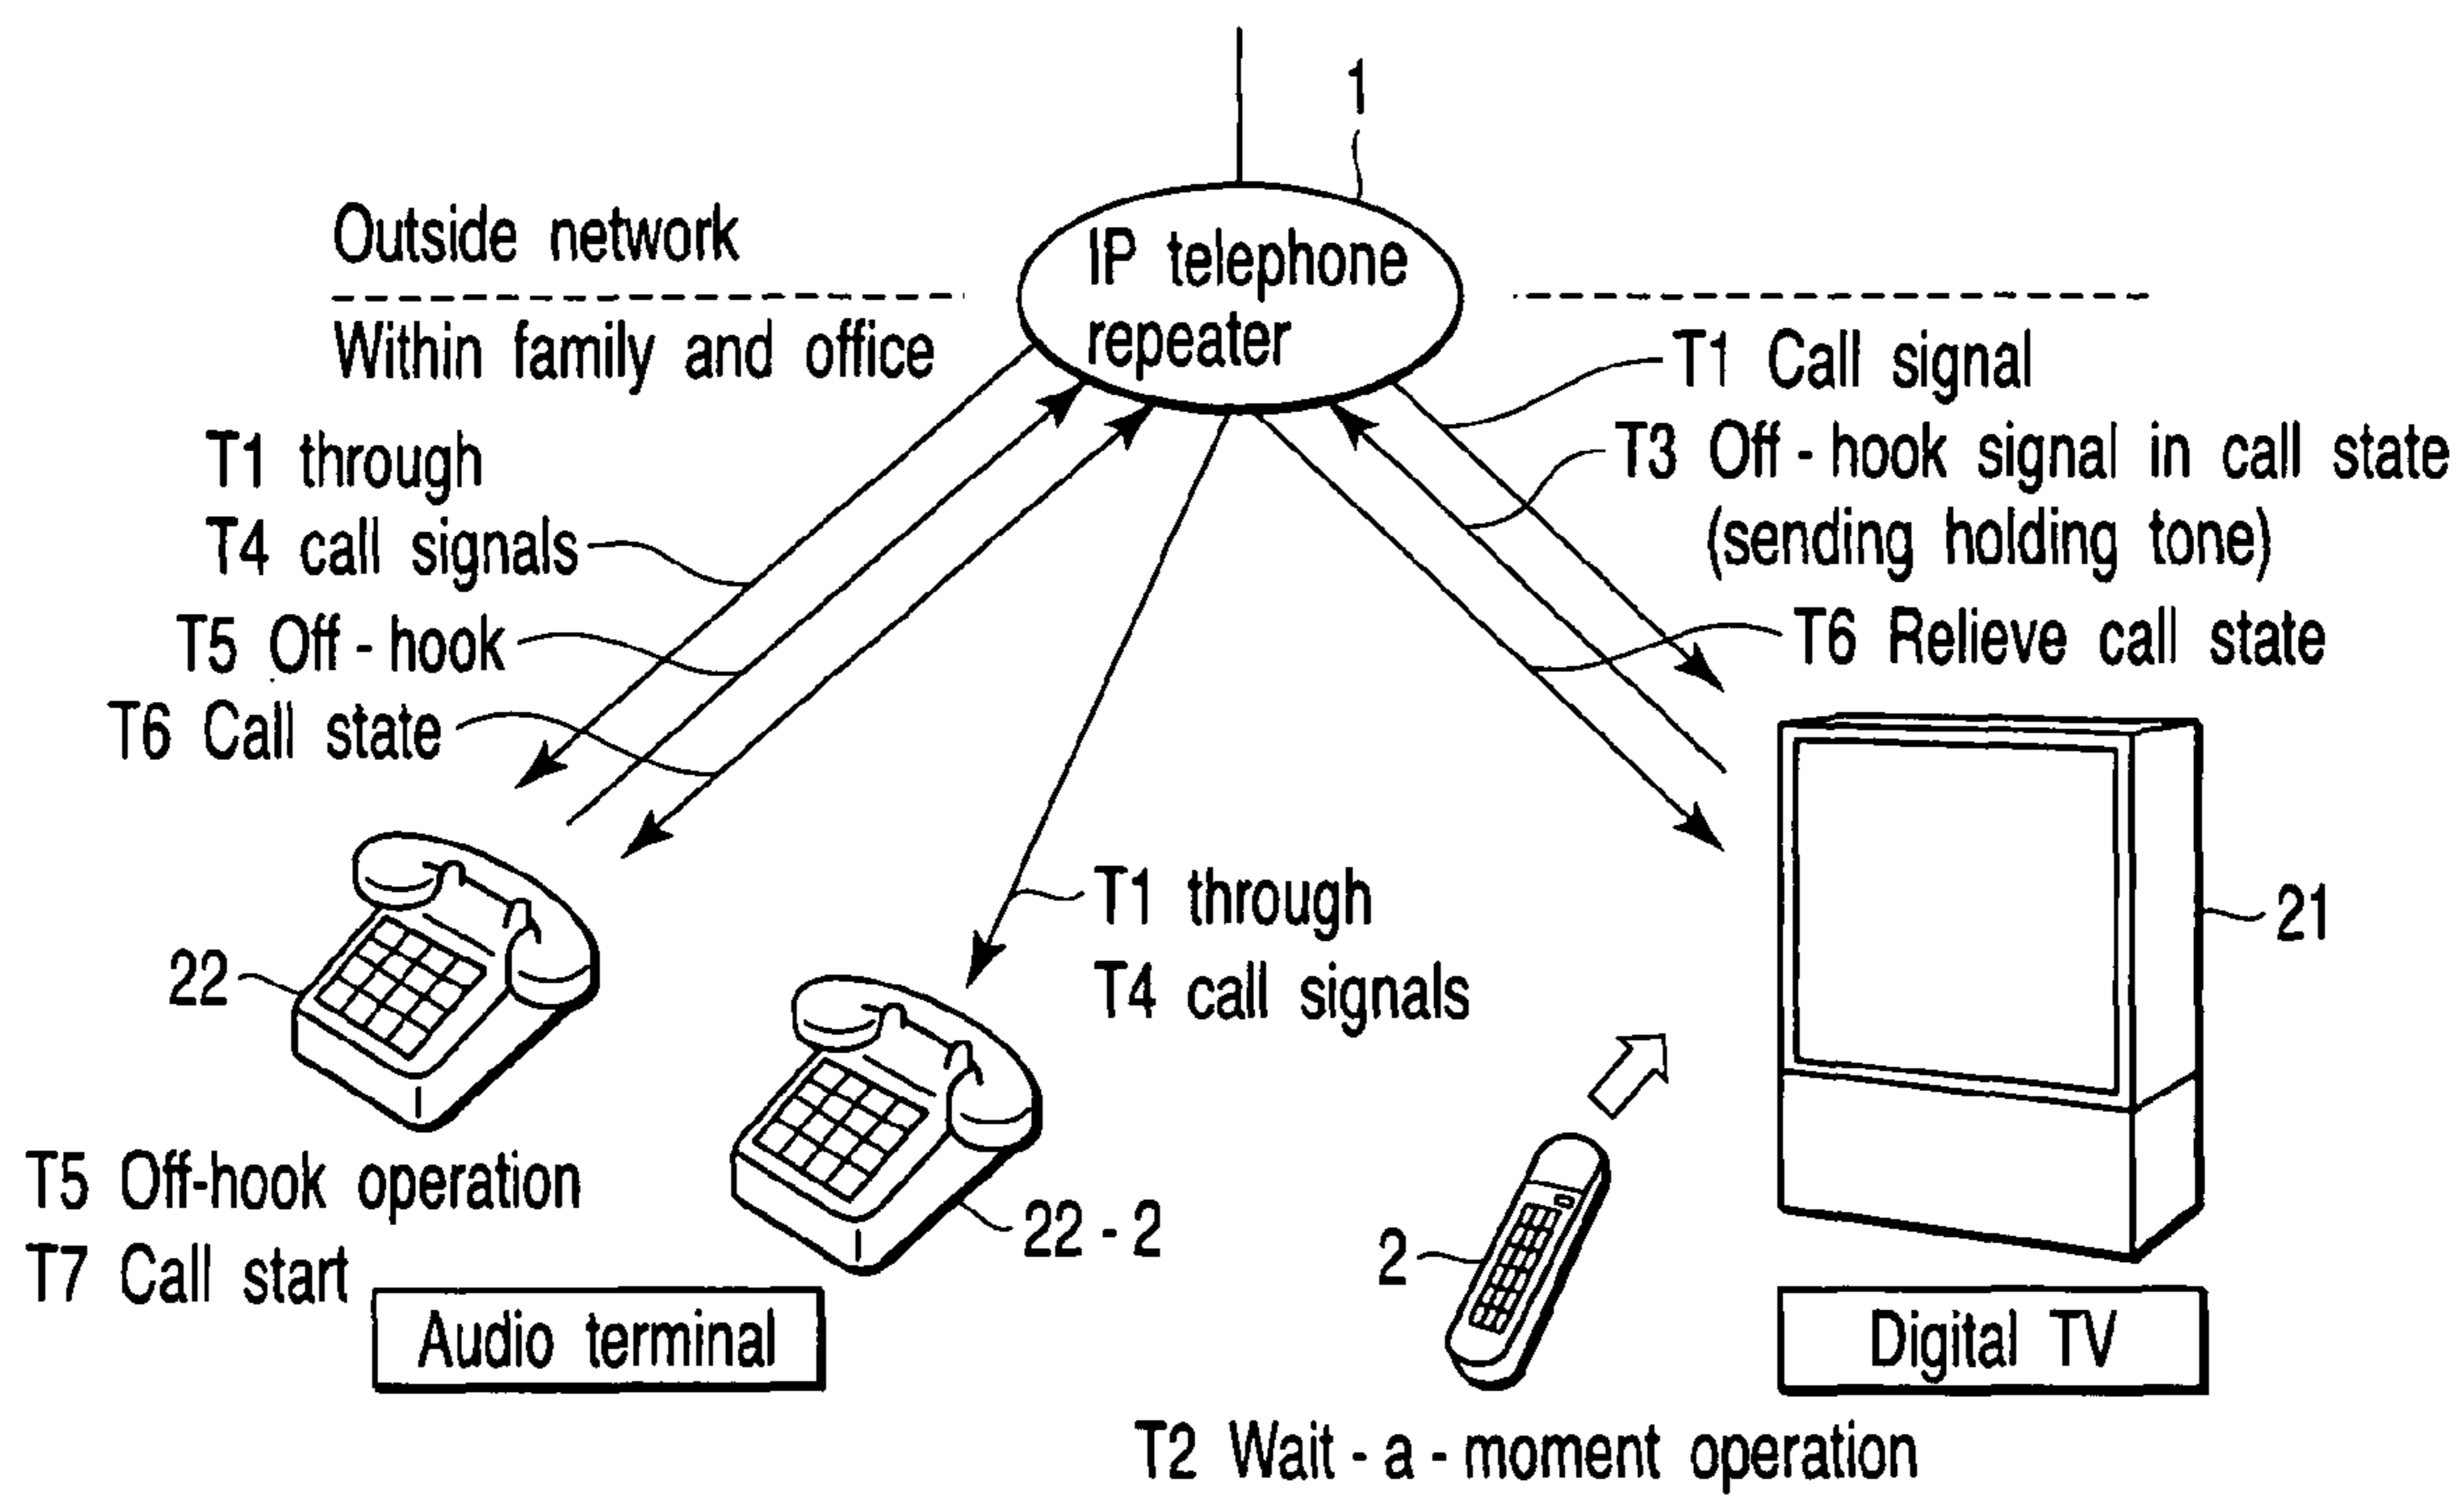 1
Outside network
IP telephone
repeater
Within family and office
T1 Call signal
T1 through
T4 call signals
T3 Off - hook signal in call state
(sending holding tone)
T5 Off - hook
T6 Relieve call state
T6 Call state
T1 through
T4 call signals
21
22
22 - 2
2
T5 Off-hook operation
T7 Call start
Audio terminal
Digital TV
T2 Wait - a - moment operation